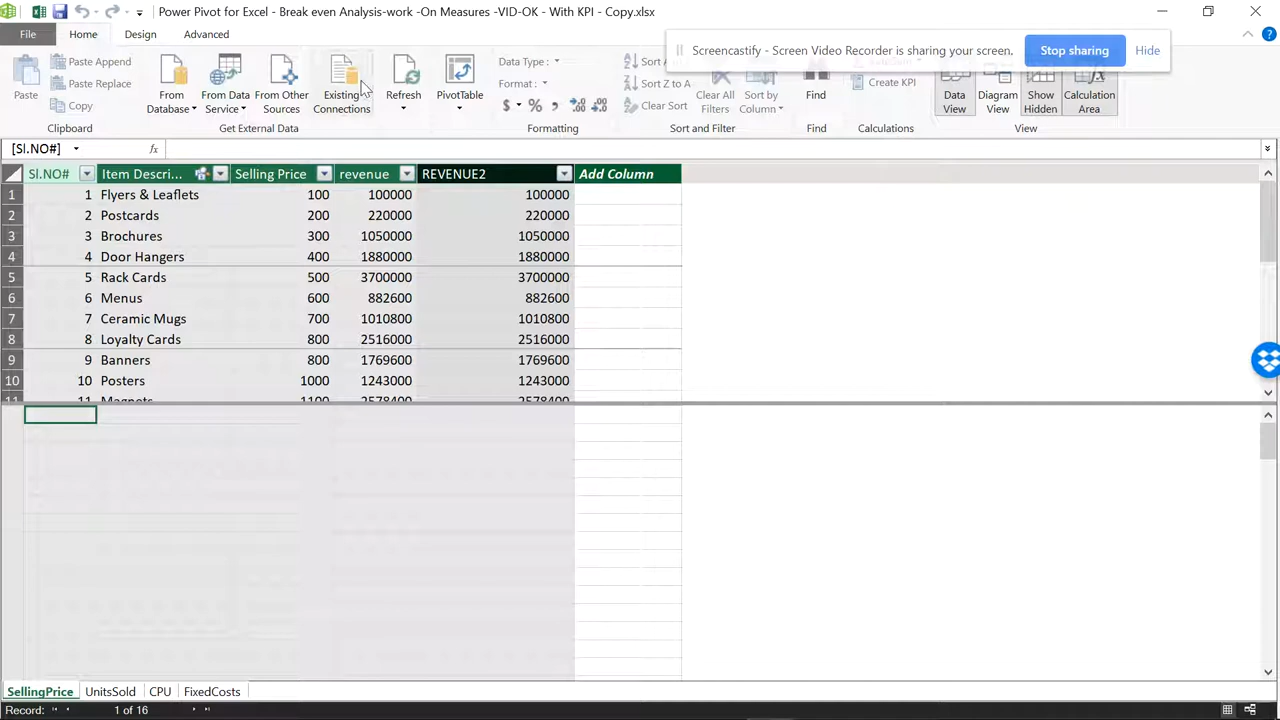 Power Pivot for Excel - Break even Analysis-work -On Measures -VID-OK - With KPI - Copy.xlsx
File Home Design Advanced
Screencastify - Screen Video Recorder is sharing your screen. Stop sharing Hide
Paste
Paste Append
Paste Replace
Copy
Clipboard
From Database
From Data Service
From Other Sources
Existing Connections
Get External Data
Refresh
PivotTable
Data Type :
Format :
$ % ,
Formatting
Sort A
Sort Z to A
Clear Sort
Clear All Filters
Sort by Column
Sort and Filter
Find
Find
Create KPI
Calculations
Data View
Diagram View
Show Hidden
Calculation Area
View
[Sl.NO#] fx
Sl.NO# Item Descri... Selling Price revenue REVENUE2 Add Column
1 1 Flyers & Leaflets 100 100000 100000
2 2 Postcards 200 220000 220000
3 3 Brochures 300 1050000 1050000
4 4 Door Hangers 400 1880000 1880000
5 5 Rack Cards 500 3700000 3700000
6 6 Menus 600 882600 882600
7 7 Ceramic Mugs 700 1010800 1010800
8 8 Loyalty Cards 800 2516000 2516000
9 9 Banners 800 1769600 1769600
10 10 Posters 1000 1243000 1243000
11 11 Magnets 1100 2578400 2578400
SellingPrice UnitsSold CPU FixedCosts
Record: 1 of 16